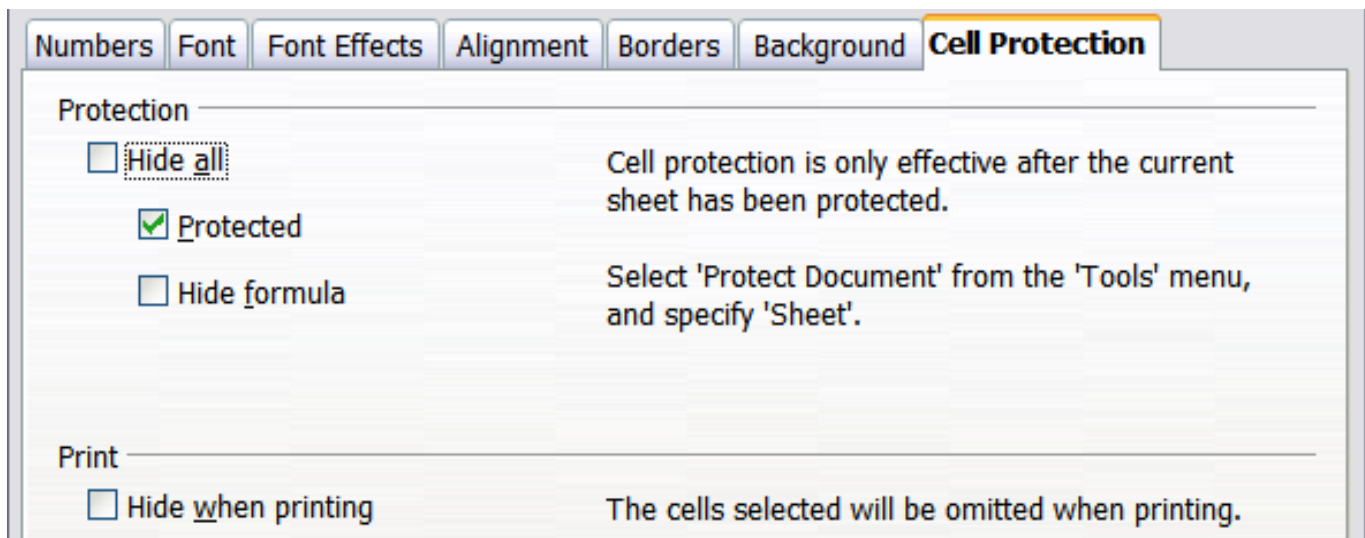 Numbers Font Font Effects Alignment Borders Background Cell Protection
Protection
Hide all
Cell protection is only effective after the current
sheet has been protected.
Protected
Hide formula
Select 'Protect Document' from the 'Tools' menu,
and specify 'Sheet'.
Print
Hide when printing
The cells selected will be omitted when printing.